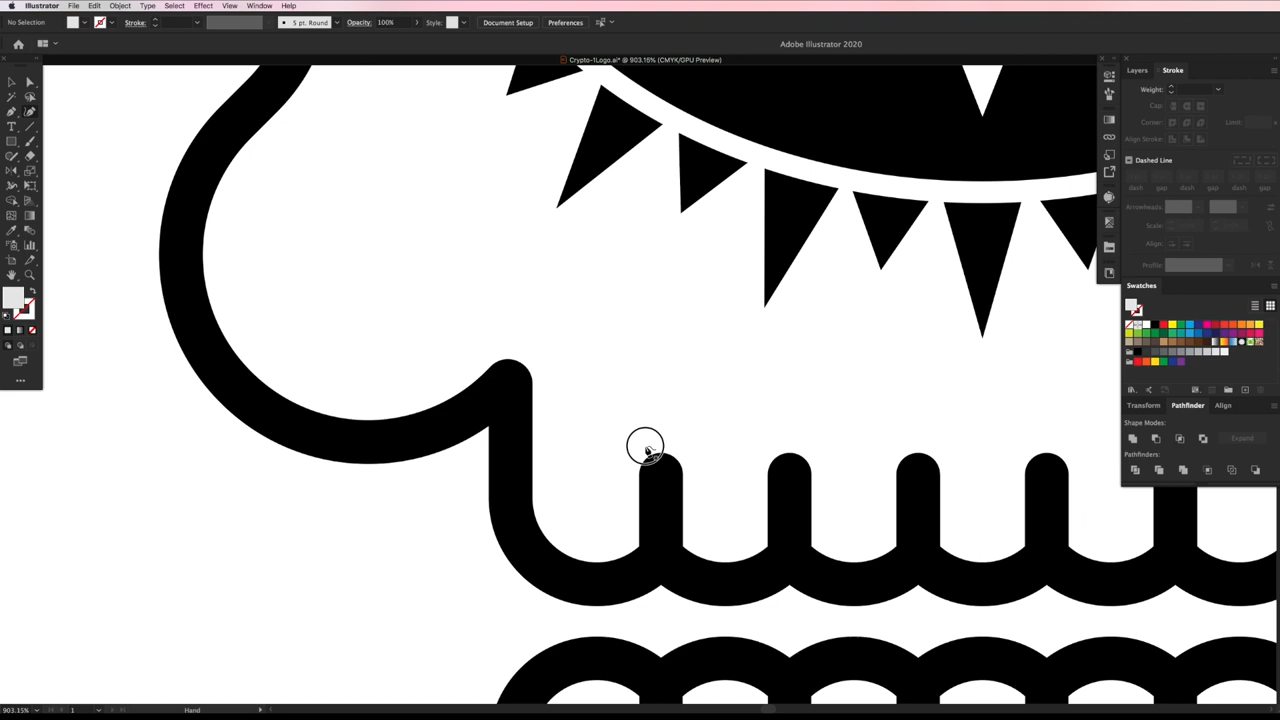 Illustrator File Edit Object Type Select Effect View Window Help
No Selection Stroke: 5 pt. Round Opacity: 100% Style: Document Setup Preferences
Adobe Illustrator 2020
Crypto-1Logo.ai* @ 903.15% (CMYK/GPU Preview)
Layers Stroke
Weight:
Cap:
Corner: Limit:
Align Stroke:
Dashed Line
dash gap dash gap dash gap
Arrowheads:
Scale:
Align:
Profile:
Swatches
Transform Pathfinder Align
Shape Modes:
Expand
Pathfinders:
903.15% 1 Hand